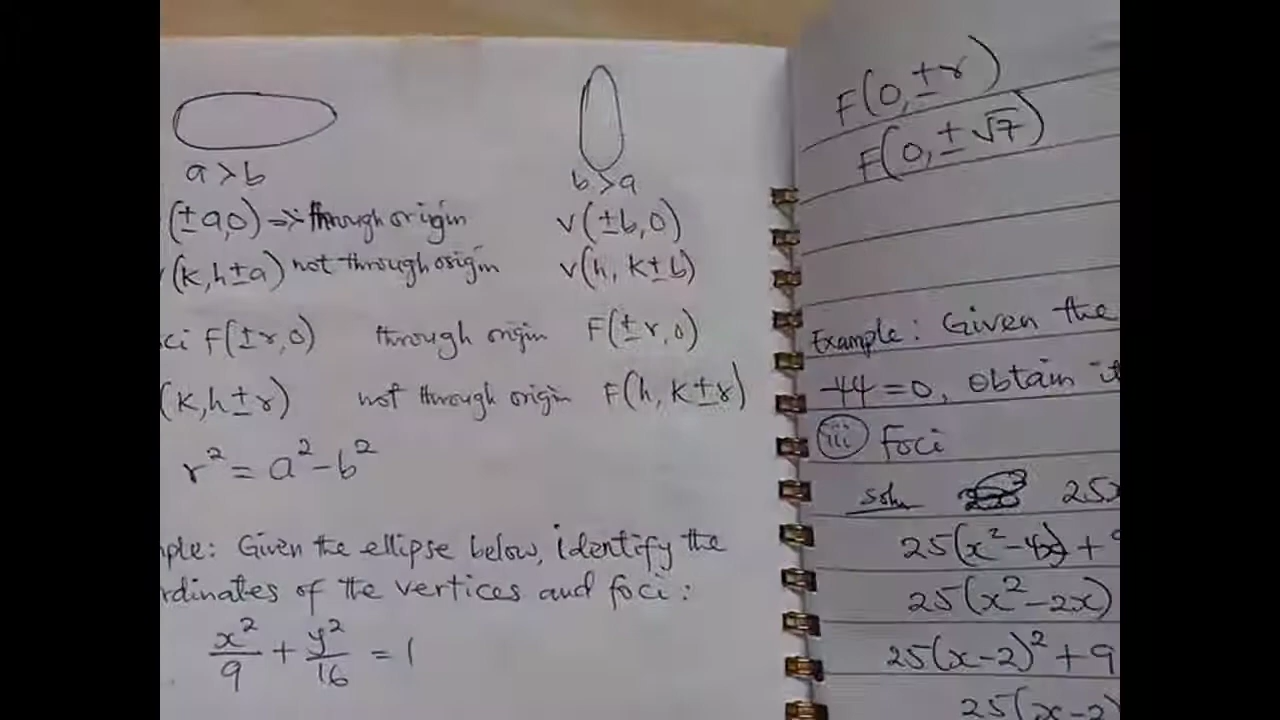 a > b
b > a
(±a,0) => through origin V(±b,0)
(k,h±a) not through origin V(h, k±b)
ci F(±r,0) through origin F(±r,0)
(k,h±r) not through origin F(h, k±r)
r² = a² - b²
ple: Given the ellipse below, identify the
rdinates of the vertices and foci:
x²/9 + y²/16 = 1
F(0, ±r)
F(0, ±√7)
Example: Given the
-44 = 0, obtain it
(iii) Foci
Soln 25x
25(x² - 4x) + 9
25(x² - 2x)
25(x-2)² + 9
25(x-2)